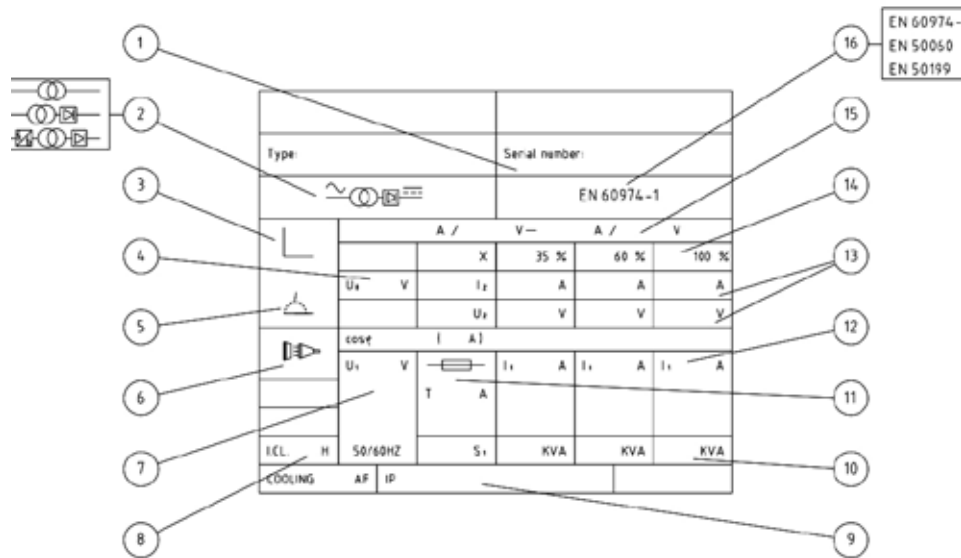 1
16
EN 60974-
EN 50060
EN 50199
2
15
Type:
Serial number:
EN 60974-1
3
14
A / V— A / V
4
X 35 % 60 % 100 %
13
U₀ V I₂ A A A
5
U₂ V V V
12
cosφ ( A)
6
U₁ V I₁ A I₁ A I₁ A
11
T A
7
10
I.CL. H 50/60HZ S₁ KVA KVA KVA
COOLING AF IP
8
9